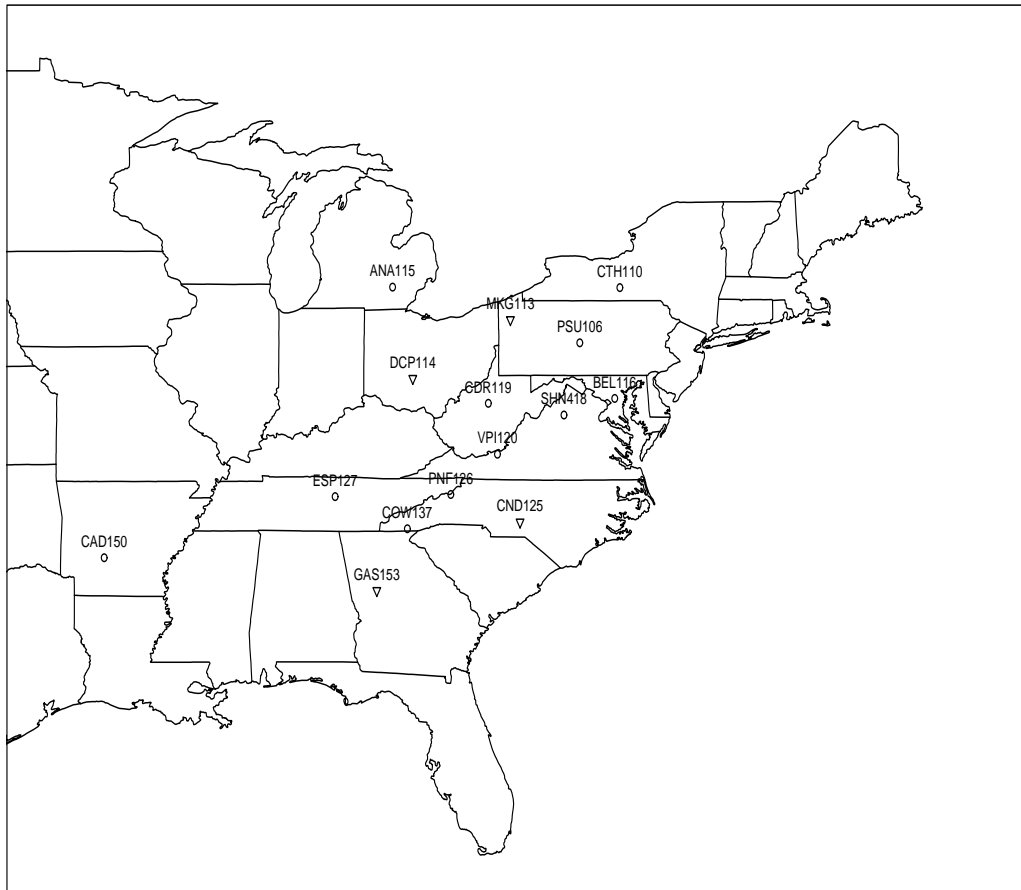 ANA115
CTH110
MKG113
PSU106
DCP114
CDR119
BEL116
SHN418
VPI120
ESP127
PNF126
COW137
CND125
CAD150
GAS153